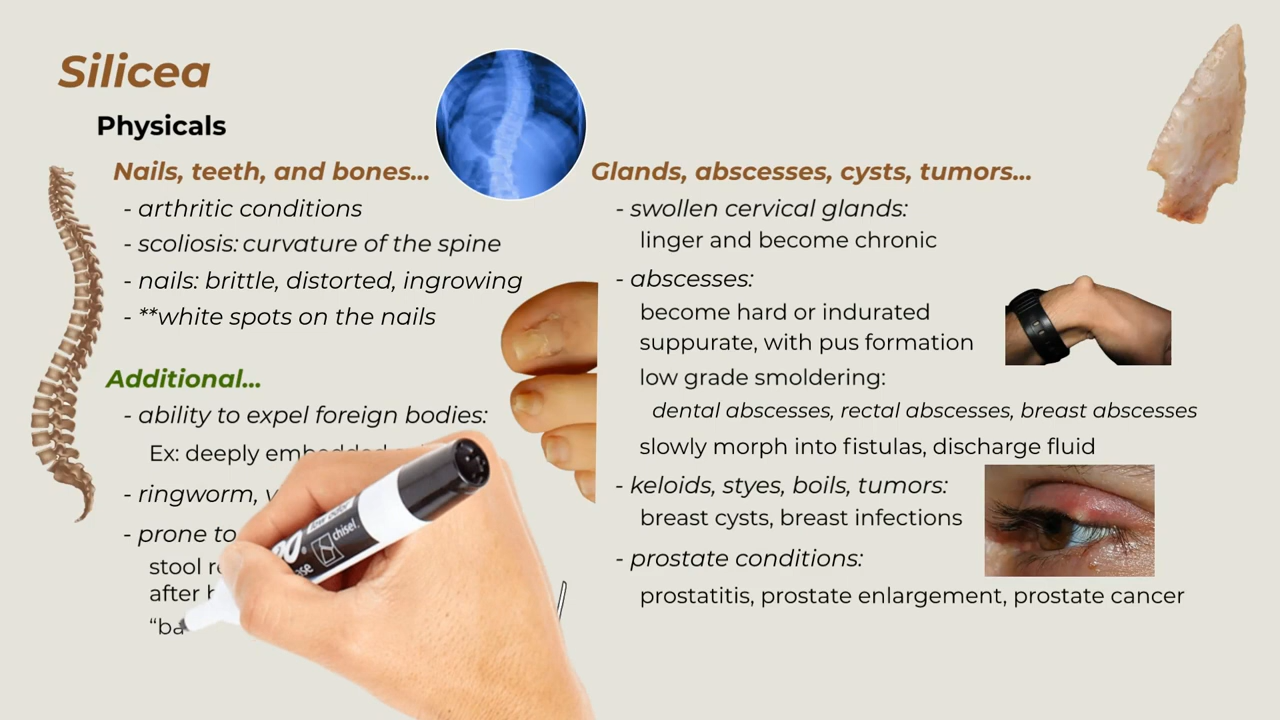 Silicea
Physicals
Nails, teeth, and bones...
- arthritic conditions
- scoliosis: curvature of the spine
- nails: brittle, distorted, ingrowing
- **white spots on the nails
Additional...
- ability to expel foreign bodies:
Ex: deeply embedded
- ringworm,
- prone to
stool
after
Glands, abscesses, cysts, tumors...
- swollen cervical glands:
linger and become chronic
- abscesses:
become hard or indurated
suppurate, with pus formation
low grade smoldering:
dental abscesses, rectal abscesses, breast abscesses
slowly morph into fistulas, discharge fluid
- keloids, styes, boils, tumors:
breast cysts, breast infections
- prostate conditions:
prostatitis, prostate enlargement, prostate cancer
chisel.